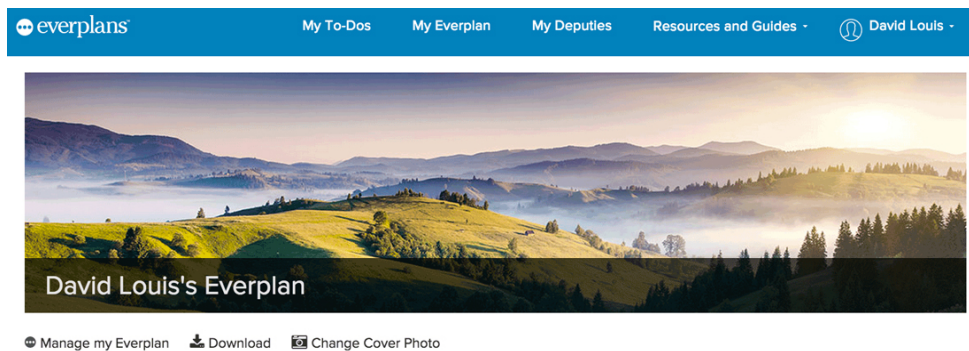 everplans My To-Dos My Everplan My Deputies Resources and Guides David Louis
David Louis's Everplan
Manage my Everplan Download Change Cover Photo